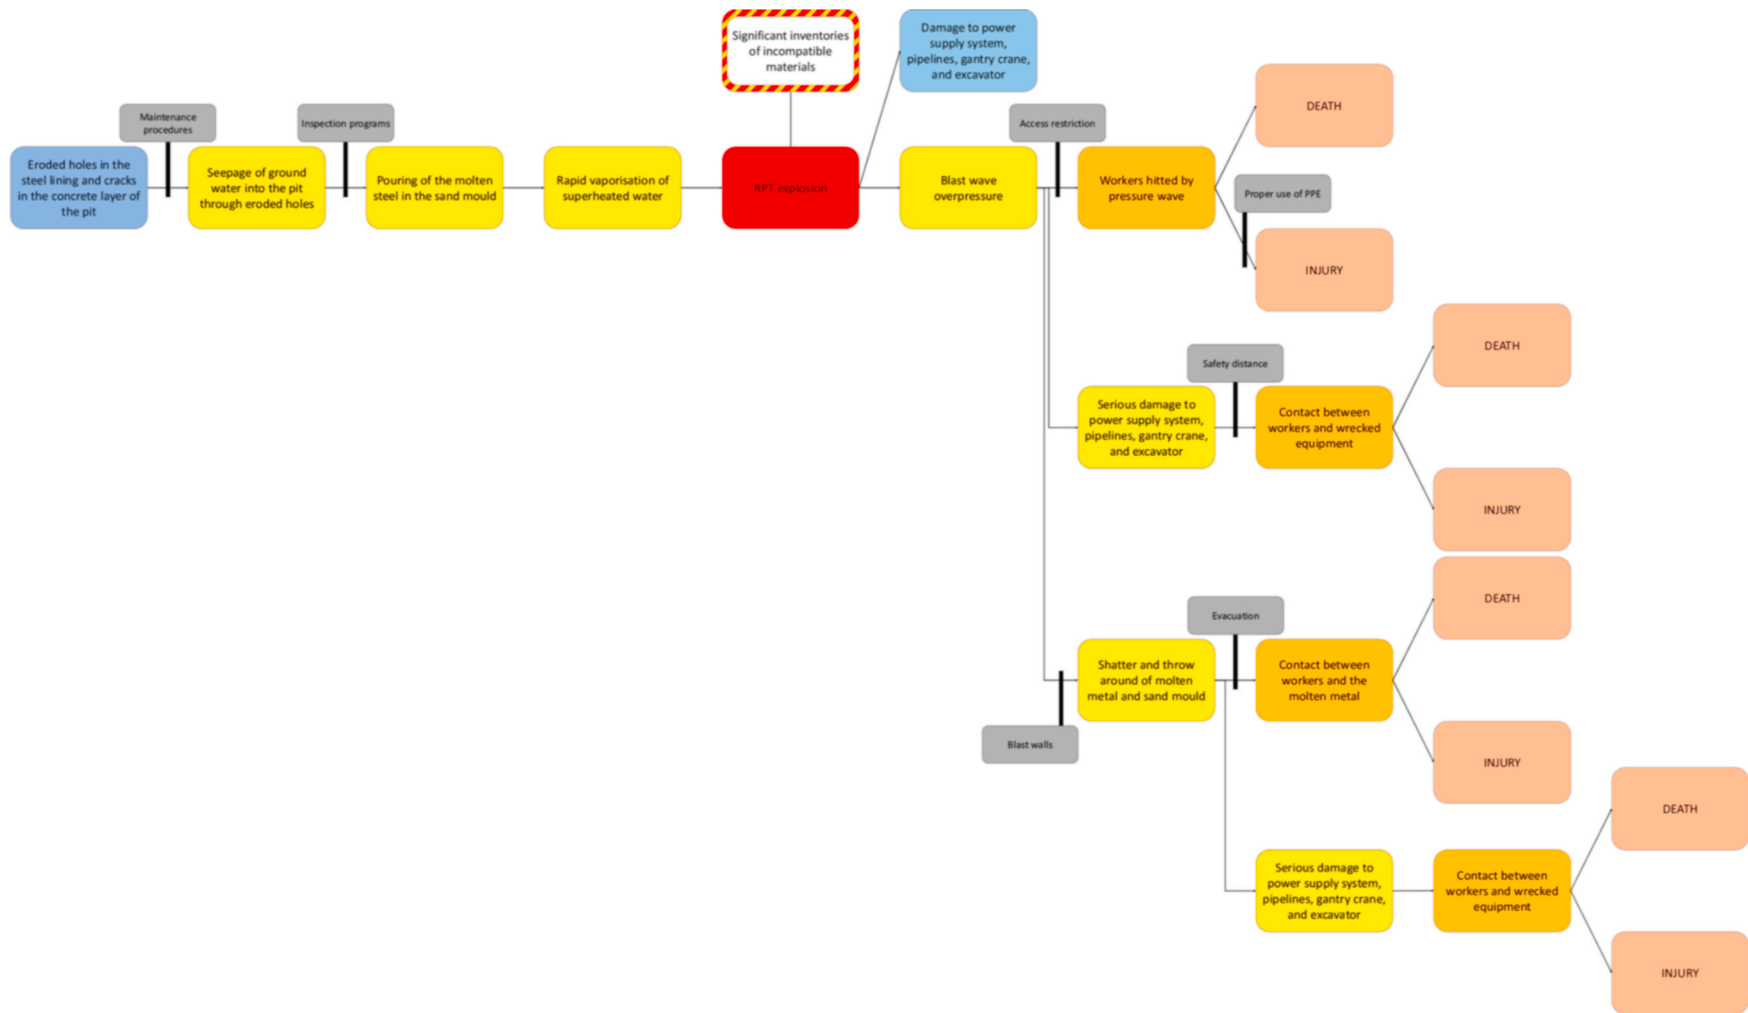 Significant inventories
of incompatible
materials
Damage to power
supply system,
pipelines, gantry crane,
and excavator
Maintenance
procedures
Inspection programs
Access restriction
DEATH
Eroded holes in the
steel lining and cracks
in the concrete layer of
the pit
Seepage of ground
water into the pit
through eroded holes
Pouring of the molten
steel in the sand mould
Rapid vaporisation of
superheated water
RPT explosion
Blast wave
overpressure
Workers hitted by
pressure wave
Proper use of PPE
INJURY
Safety distance
DEATH
Serious damage to
power supply system,
pipelines, gantry crane,
and excavator
Contact between
workers and wrecked
equipment
INJURY
Evacuation
DEATH
Shatter and throw
around of molten
metal and sand mould
Contact between
workers and the
molten metal
Blast walls
INJURY
DEATH
Serious damage to
power supply system,
pipelines, gantry crane,
and excavator
Contact between
workers and wrecked
equipment
INJURY